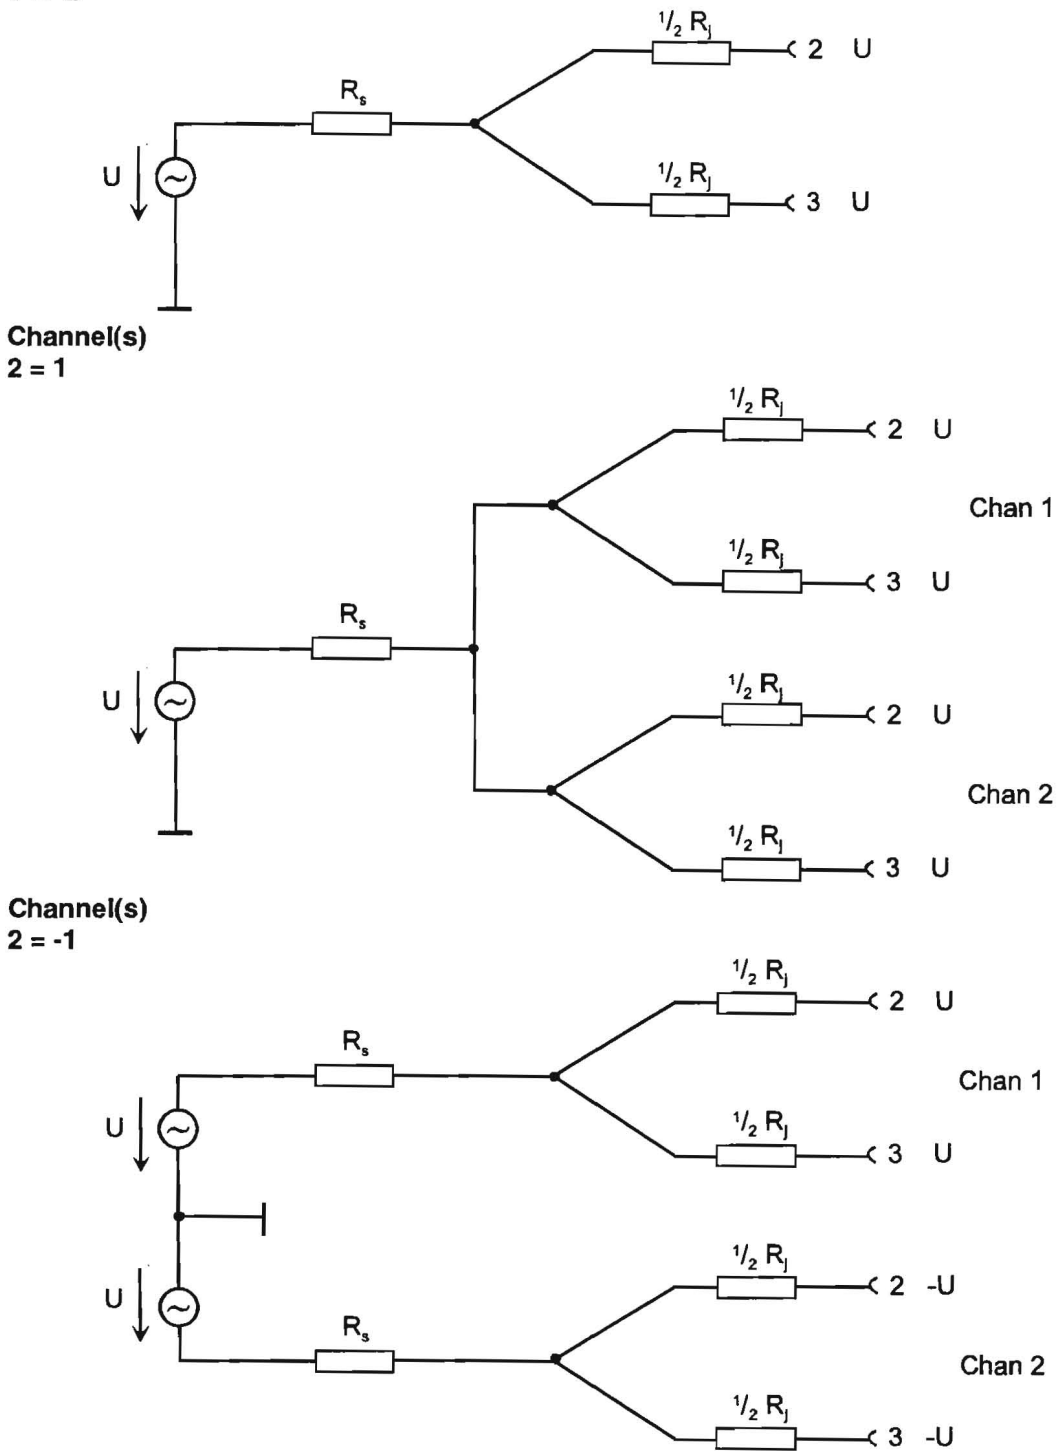 ½ Rj
2 U
Rs
U
½ Rj
3 U
Channel(s)
2 = 1
½ Rj
2 U
Chan 1
½ Rj
3 U
Rs
U
½ Rj
2 U
Chan 2
½ Rj
3 U
Channel(s)
2 = -1
½ Rj
2 U
Rs
Chan 1
U
½ Rj
3 U
½ Rj
2 -U
U
Rs
Chan 2
½ Rj
3 -U